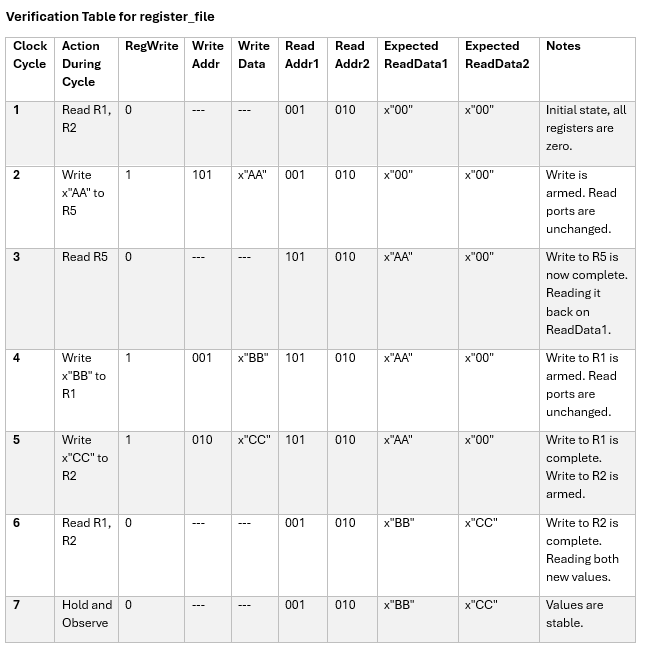 Verification Table for register_file
Clock Cycle | Action During Cycle | RegWrite | Write Addr | Write Data | Read Addr1 | Read Addr2 | Expected ReadData1 | Expected ReadData2 | Notes
1 | Read R1, R2 | 0 | --- | --- | 001 | 010 | x"00" | x"00" | Initial state, all registers are zero.
2 | Write x"AA" to R5 | 1 | 101 | x"AA" | 001 | 010 | x"00" | x"00" | Write is armed. Read ports are unchanged.
3 | Read R5 | 0 | --- | --- | 101 | 010 | x"AA" | x"00" | Write to R5 is now complete. Reading it back on ReadData1.
4 | Write x"BB" to R1 | 1 | 001 | x"BB" | 101 | 010 | x"AA" | x"00" | Write to R1 is armed. Read ports are unchanged.
5 | Write x"CC" to R2 | 1 | 010 | x"CC" | 101 | 010 | x"AA" | x"00" | Write to R1 is complete. Write to R2 is armed.
6 | Read R1, R2 | 0 | --- | --- | 001 | 010 | x"BB" | x"CC" | Write to R2 is complete. Reading both new values.
7 | Hold and Observe | 0 | --- | --- | 001 | 010 | x"BB" | x"CC" | Values are stable.